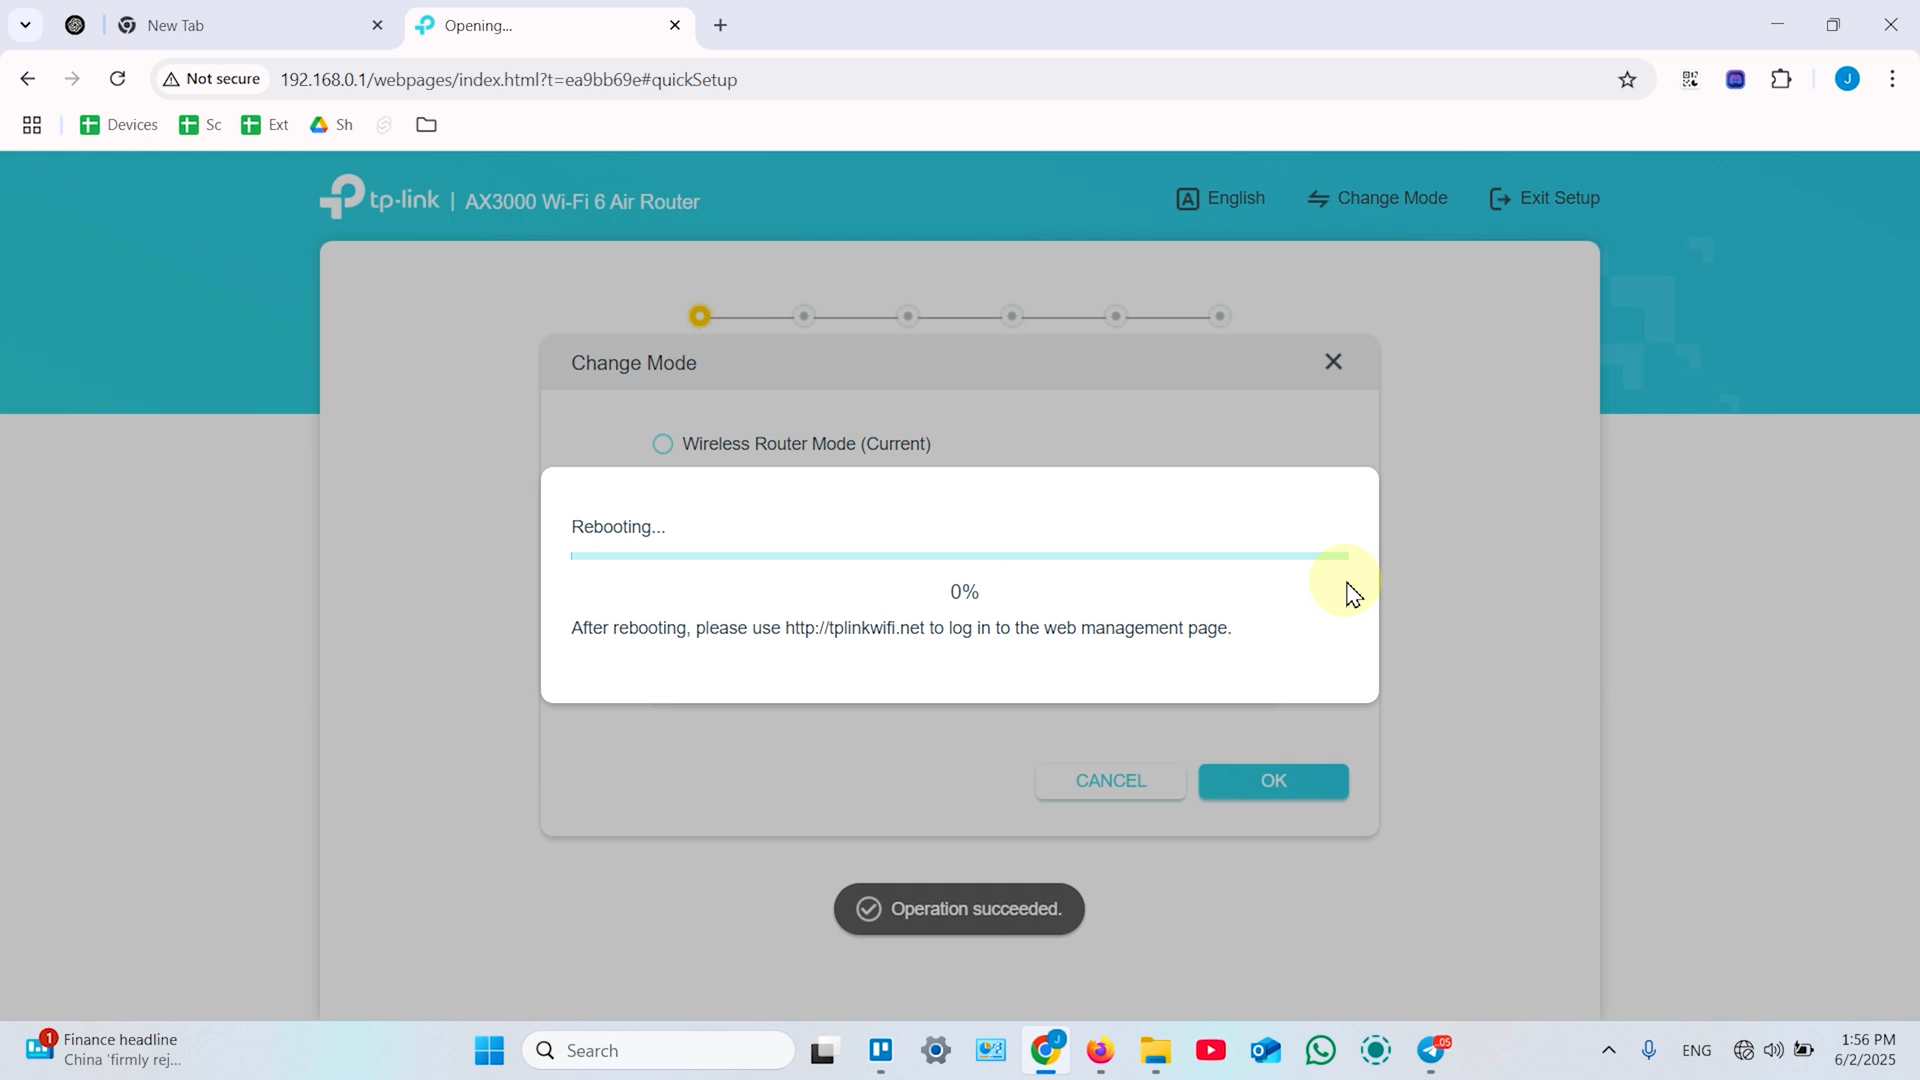 New Tab
Opening...
Not secure
192.168.0.1/webpages/index.html?t=ea9bb69e#quickSetup
J
Devices
Sc
Ext
Sh
tp-link | AX3000 Wi-Fi 6 Air Router
A English
Change Mode
Exit Setup
Change Mode
Wireless Router Mode (Current)
Rebooting...
0%
After rebooting, please use http://tplinkwifi.net to log in to the web management page.
CANCEL
OK
Operation succeeded.
1
Finance headline
China 'firmly rej...
Search
J
05
ENG
1:56 PM
6/2/2025